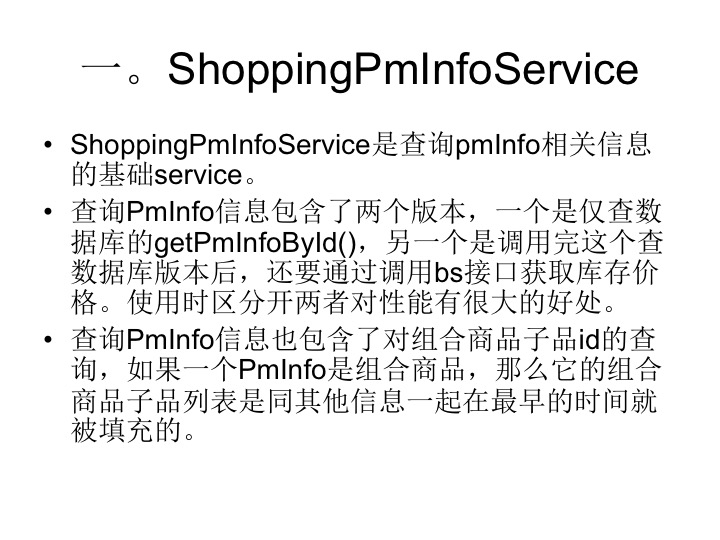 一。ShoppingPmInfoService
• ShoppingPmInfoService是查询pmInfo相关信息
的基础service。
• 查询PmInfo信息包含了两个版本，一个是仅查数
据库的getPmInfoById()，另一个是调用完这个查
数据库版本后，还要通过调用bs接口获取库存价
格。使用时区分开两者对性能有很大的好处。
• 查询PmInfo信息也包含了对组合商品子品id的查
询，如果一个PmInfo是组合商品，那么它的组合
商品子品列表是同其他信息一起在最早的时间就
被填充的。